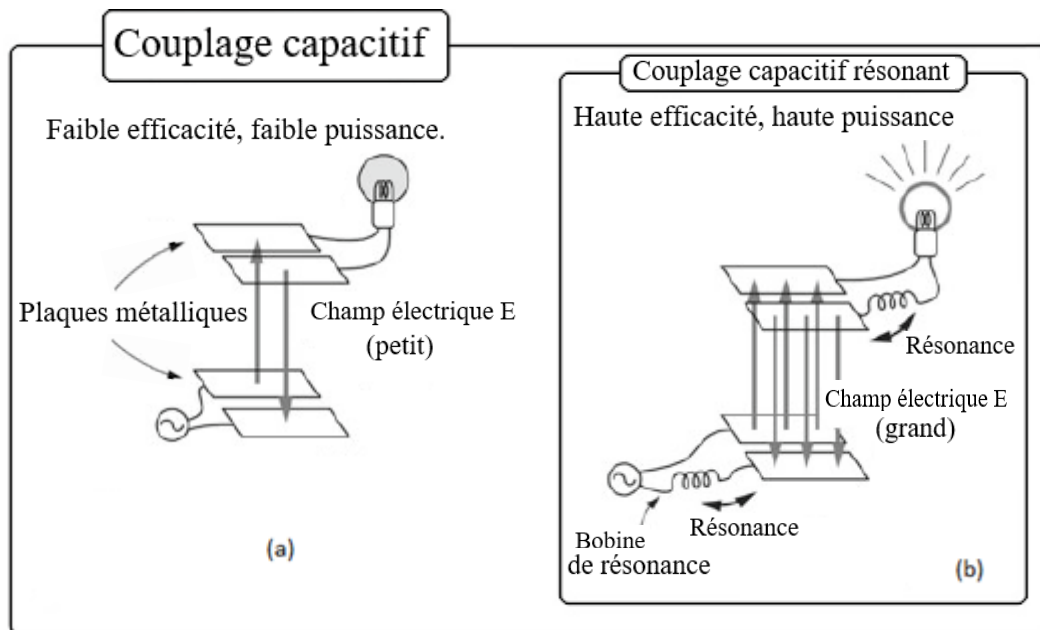 Couplage capacitif
Faible efficacité, faible puissance.
Plaques métalliques
Champ électrique E
(petit)
(a)
Couplage capacitif résonant
Haute efficacité, haute puissance
Résonance
Champ électrique E
(grand)
Résonance
Bobine
de résonance
(b)